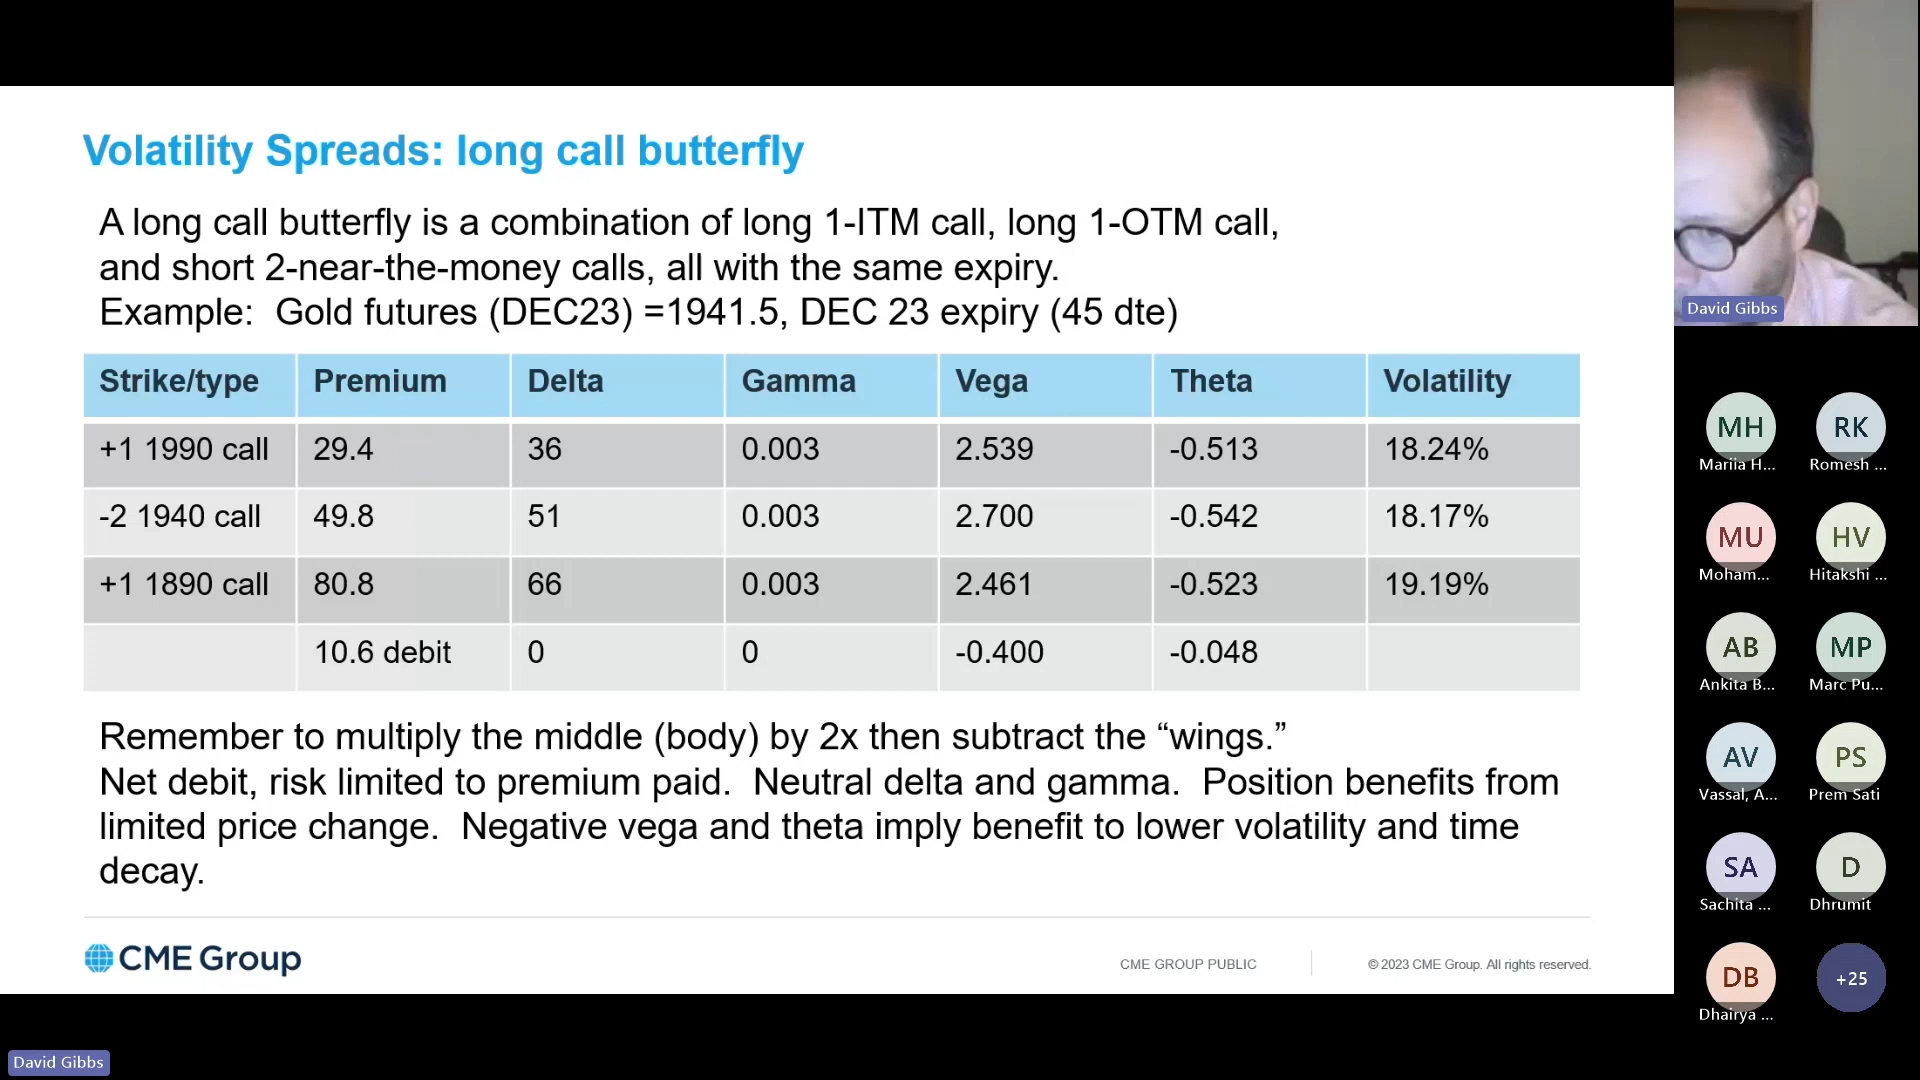 Volatility Spreads: long call butterfly
A long call butterfly is a combination of long 1-ITM call, long 1-OTM call,
and short 2-near-the-money calls, all with the same expiry.
Example: Gold futures (DEC23) =1941.5, DEC 23 expiry (45 dte)
Strike/type Premium Delta Gamma Vega Theta Volatility
+1 1990 call 29.4 36 0.003 2.539 -0.513 18.24%
-2 1940 call 49.8 51 0.003 2.700 -0.542 18.17%
+1 1890 call 80.8 66 0.003 2.461 -0.523 19.19%
10.6 debit 0 0 -0.400 -0.048
Remember to multiply the middle (body) by 2x then subtract the “wings.”
Net debit, risk limited to premium paid. Neutral delta and gamma. Position benefits from
limited price change. Negative vega and theta imply benefit to lower volatility and time
decay.
CME Group
CME GROUP PUBLIC
© 2023 CME Group. All rights reserved.
David Gibbs
David Gibbs
MH RK
Mariia H... Romesh ...
MU HV
Moham... Hitakshi ...
AB MP
Ankita B... Marc Pu...
AV PS
Vassal, A... Prem Sati
SA D
Sachita ... Dhrumit
DB +25
Dhairya ...